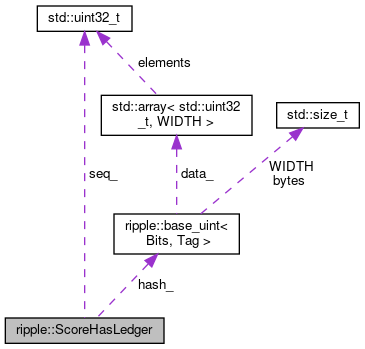 std::uint32_t
elements
std::array< std::uint32
_t, WIDTH >
std::size_t
seq_
data_
WIDTH
bytes
ripple::base_uint<
Bits, Tag >
hash_
ripple::ScoreHasLedger